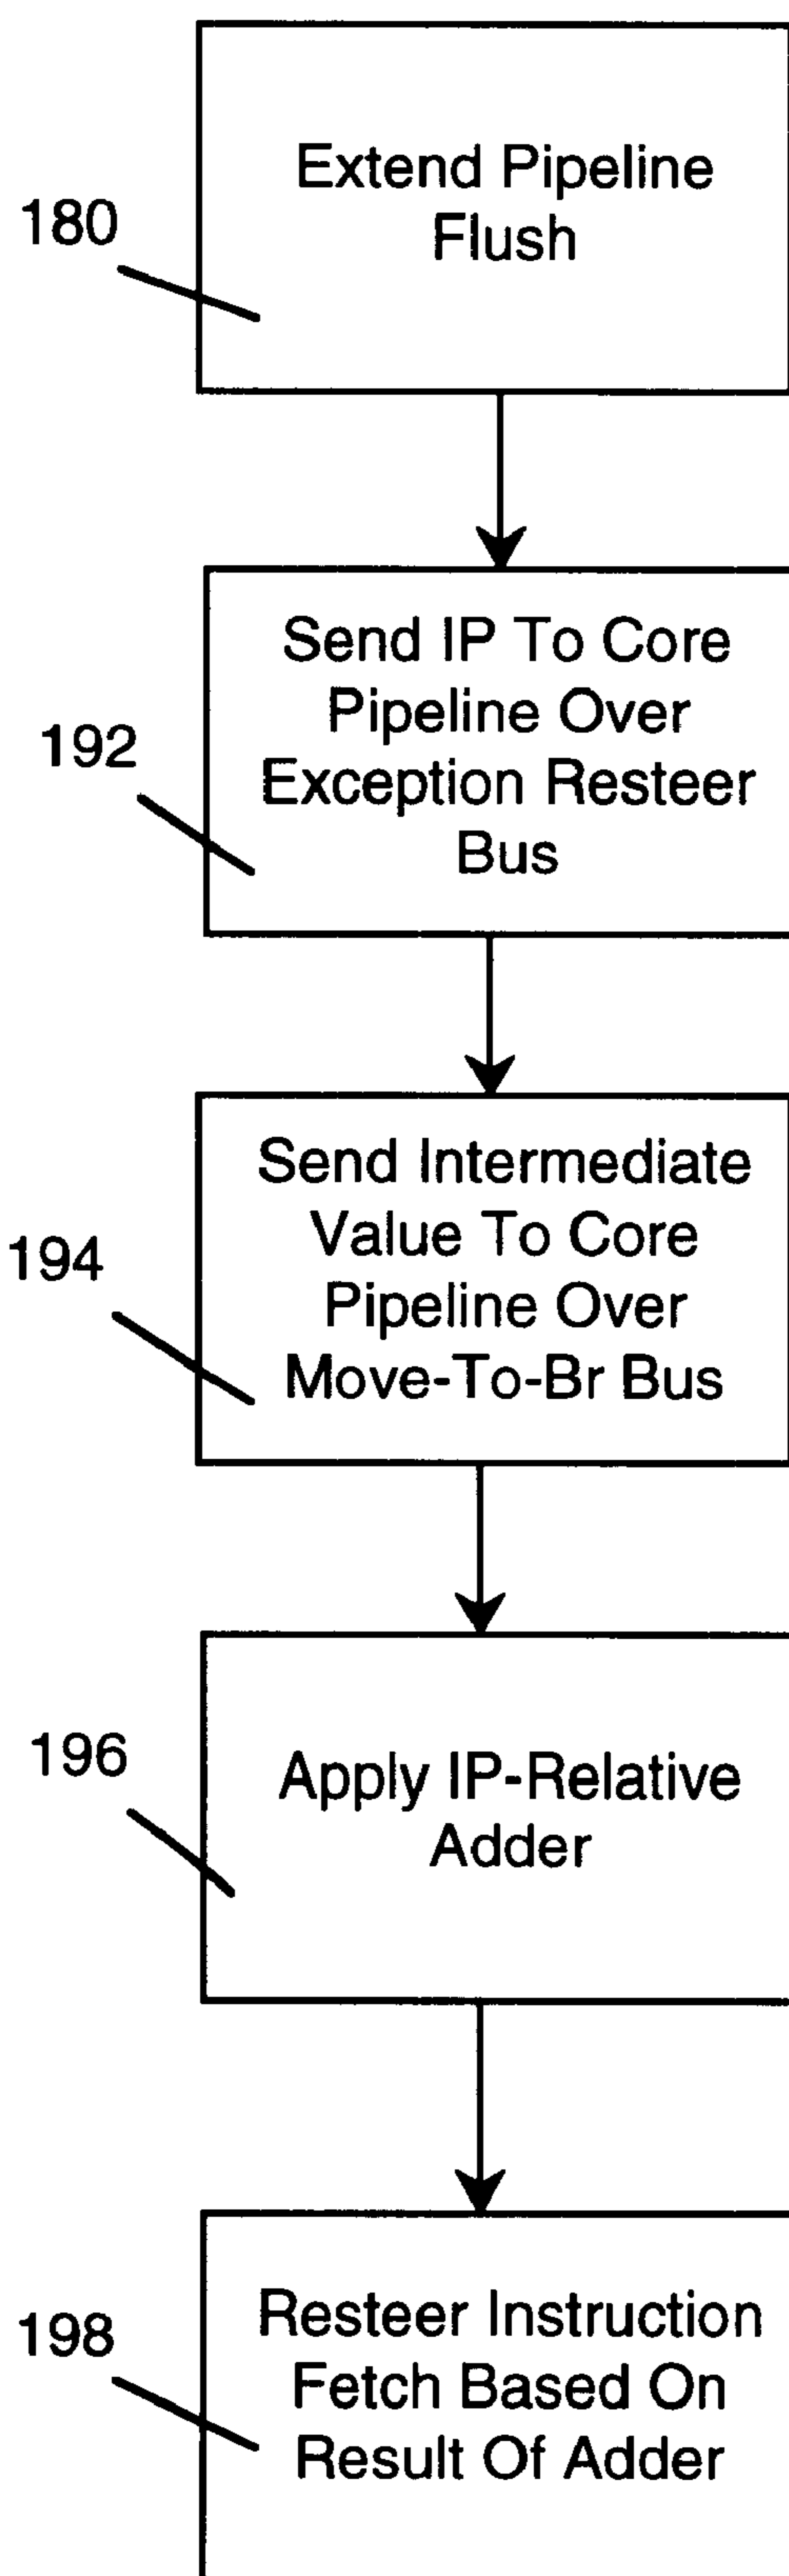 Extend Pipeline
Flush
180
Send IP To Core
Pipeline Over
Exception Resteer
Bus
192
Send Intermediate
Value To Core
Pipeline Over
Move-To-Br Bus
194
Apply IP-Relative
Adder
196
Resteer Instruction
Fetch Based On
Result Of Adder
198